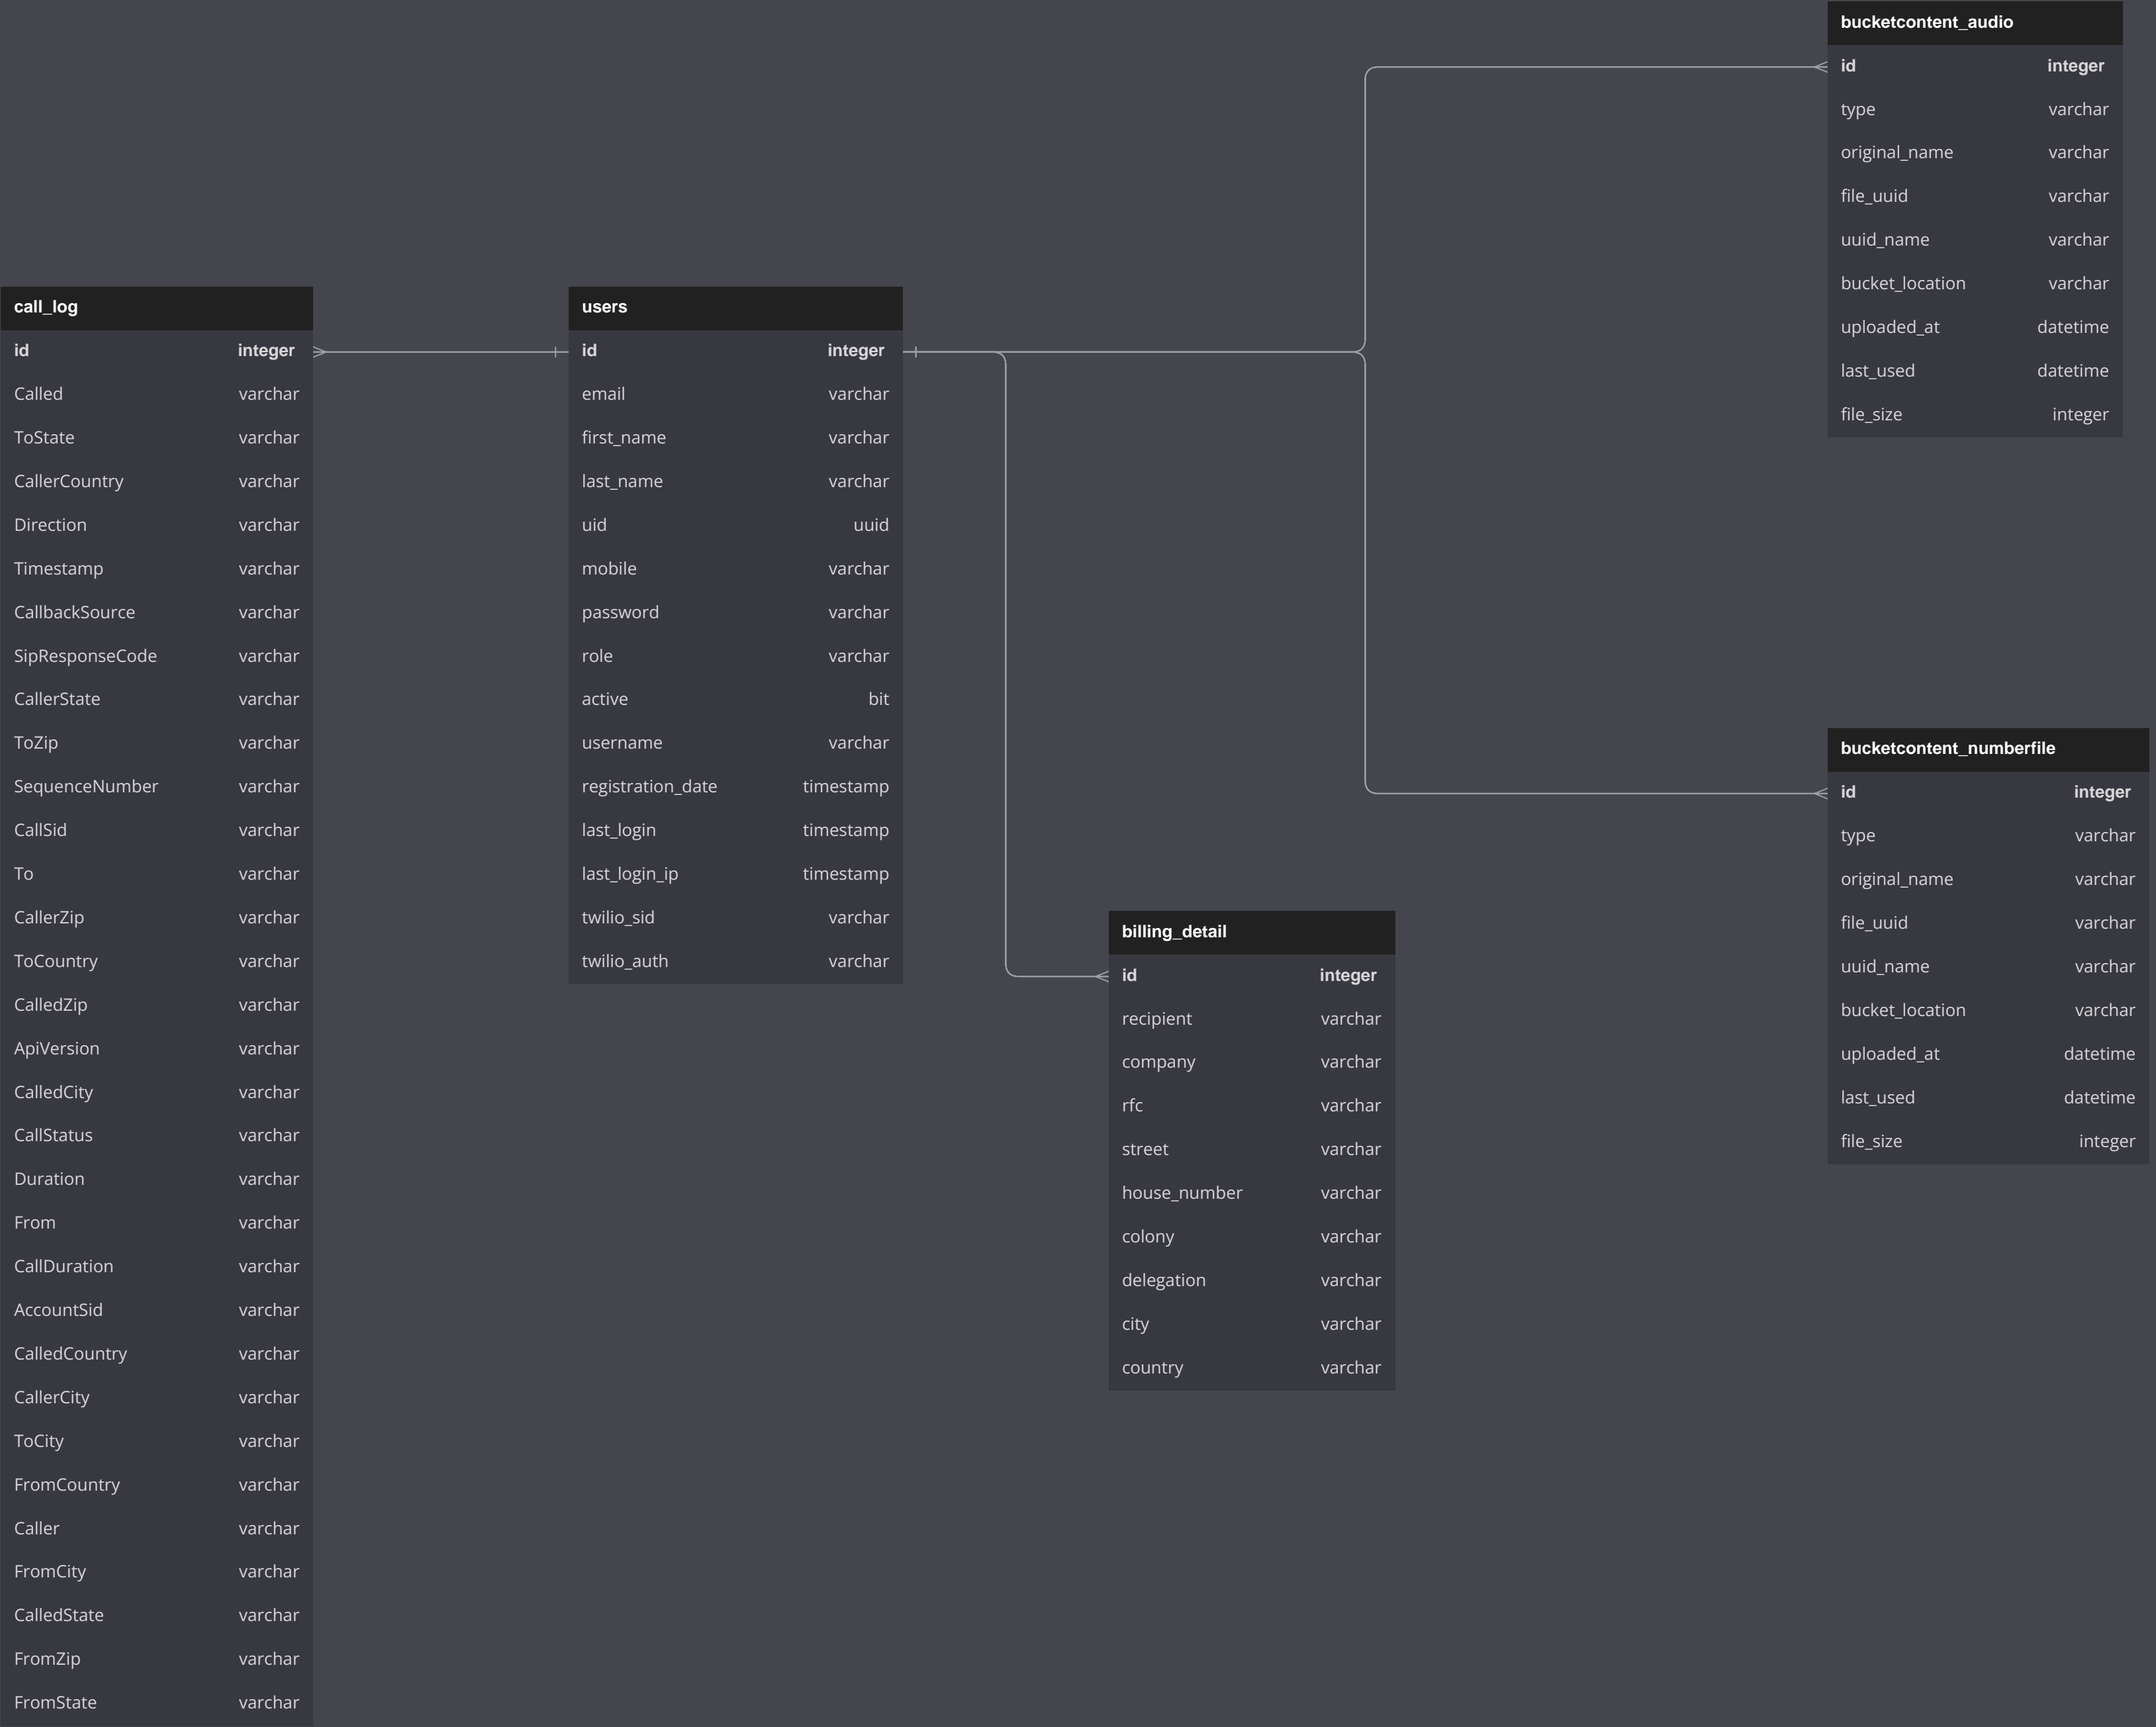 bucketcontent_audio
id integer
type varchar
original_name varchar
file_uuid varchar
uuid_name varchar
bucket_location varchar
uploaded_at datetime
last_used datetime
file_size integer
call_log
id integer
Called varchar
ToState varchar
CallerCountry varchar
Direction varchar
Timestamp varchar
CallbackSource varchar
SipResponseCode varchar
CallerState varchar
ToZip varchar
SequenceNumber varchar
CallSid varchar
To varchar
CallerZip varchar
ToCountry varchar
CalledZip varchar
ApiVersion varchar
CalledCity varchar
CallStatus varchar
Duration varchar
From varchar
CallDuration varchar
AccountSid varchar
CalledCountry varchar
CallerCity varchar
ToCity varchar
FromCountry varchar
Caller varchar
FromCity varchar
CalledState varchar
FromZip varchar
FromState varchar
users
id integer
email varchar
first_name varchar
last_name varchar
uid uuid
mobile varchar
password varchar
role varchar
active bit
username varchar
registration_date timestamp
last_login timestamp
last_login_ip timestamp
twilio_sid varchar
twilio_auth varchar
billing_detail
id integer
recipient varchar
company varchar
rfc varchar
street varchar
house_number varchar
colony varchar
delegation varchar
city varchar
country varchar
bucketcontent_numberfile
id integer
type varchar
original_name varchar
file_uuid varchar
uuid_name varchar
bucket_location varchar
uploaded_at datetime
last_used datetime
file_size integer